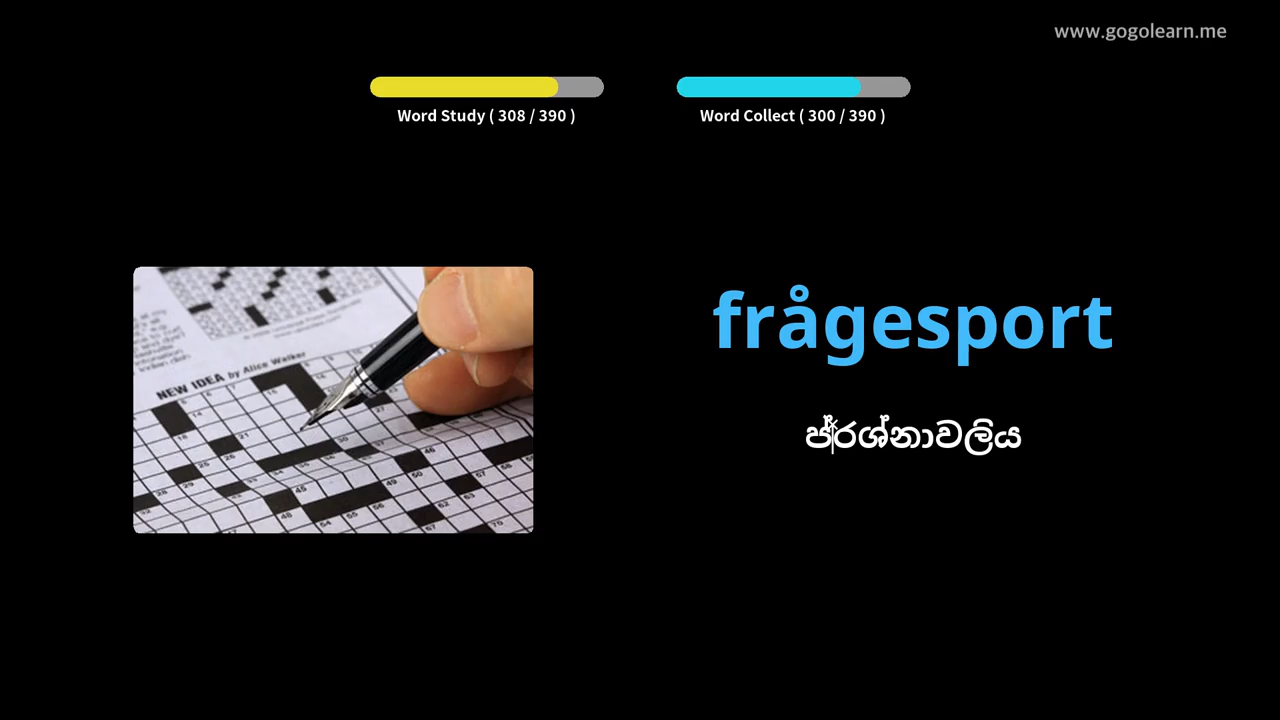 www.gogolearn.me
Word Study ( 308 / 390 )
Word Collect ( 300 / 390 )
NEW IDEA by Alice Walker
frågesport
ප්‍රශ්නාවලිය